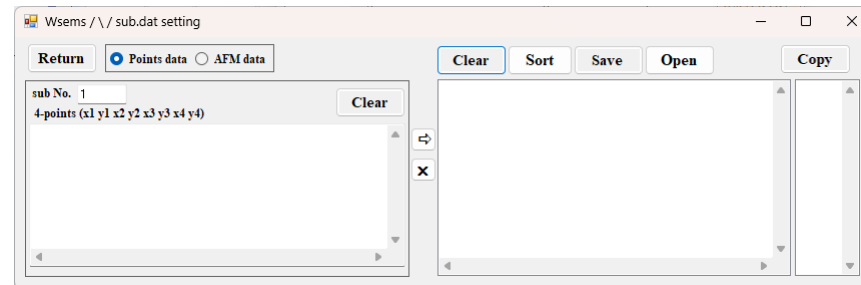 Wsems / \ / sub.dat setting
Return Points data AFM data Clear Sort Save Open Copy
sub No. 1 Clear
4-points (x1 y1 x2 y2 x3 y3 x4 y4)